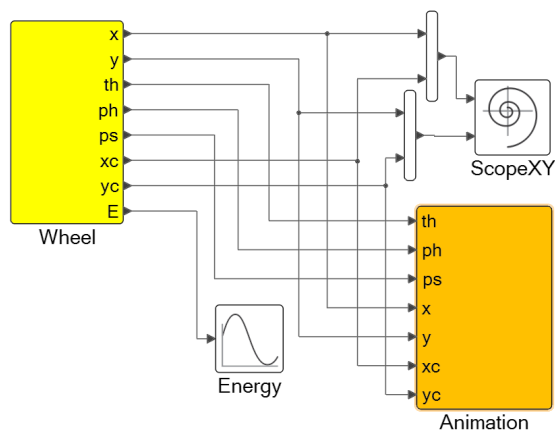 x
y
th
ph
ps
xc
yc
E
Wheel
ScopeXY
Energy
th
ph
ps
x
y
xc
yc
Animation